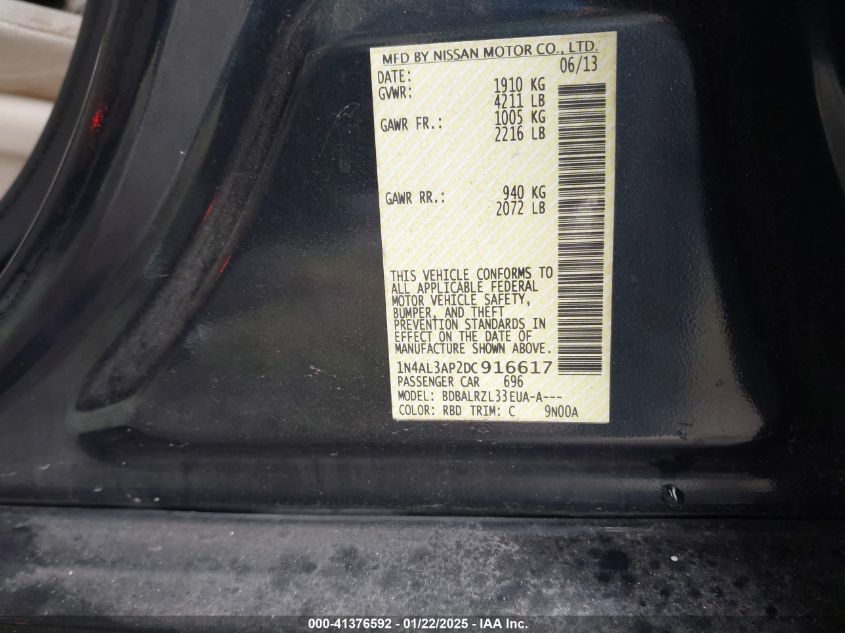 MFD BY NISSAN MOTOR CO., LTD.
DATE: 06/13
GVWR: 1910 KG
4211 LB
GAWR FR.: 1005 KG
2216 LB
GAWR RR.: 940 KG
2072 LB
THIS VEHICLE CONFORMS TO
ALL APPLICABLE FEDERAL
MOTOR VEHICLE SAFETY,
BUMPER, AND THEFT
PREVENTION STANDARDS IN
EFFECT ON THE DATE OF
MANUFACTURE SHOWN ABOVE.
1N4AL3AP2DC916617
PASSENGER CAR 696
MODEL: BDBALRZL33EUA-A---
COLOR: RBD TRIM: C 9N00A
000-41376592 - 01/22/2025 - IAA Inc.